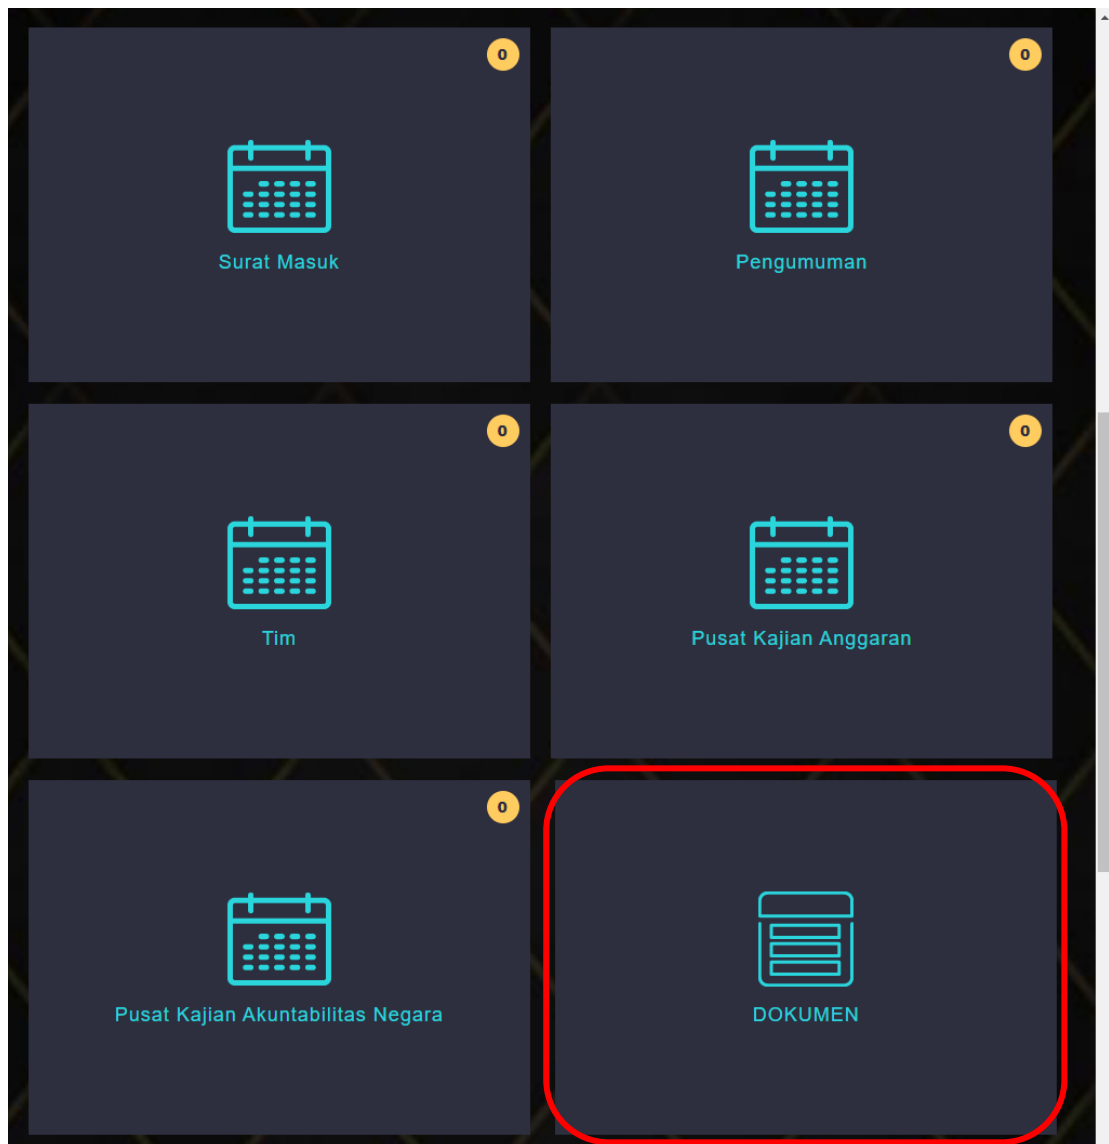 0
0
Surat Masuk
Pengumuman
0
0
Tim
Pusat Kajian Anggaran
0
Pusat Kajian Akuntabilitas Negara
DOKUMEN